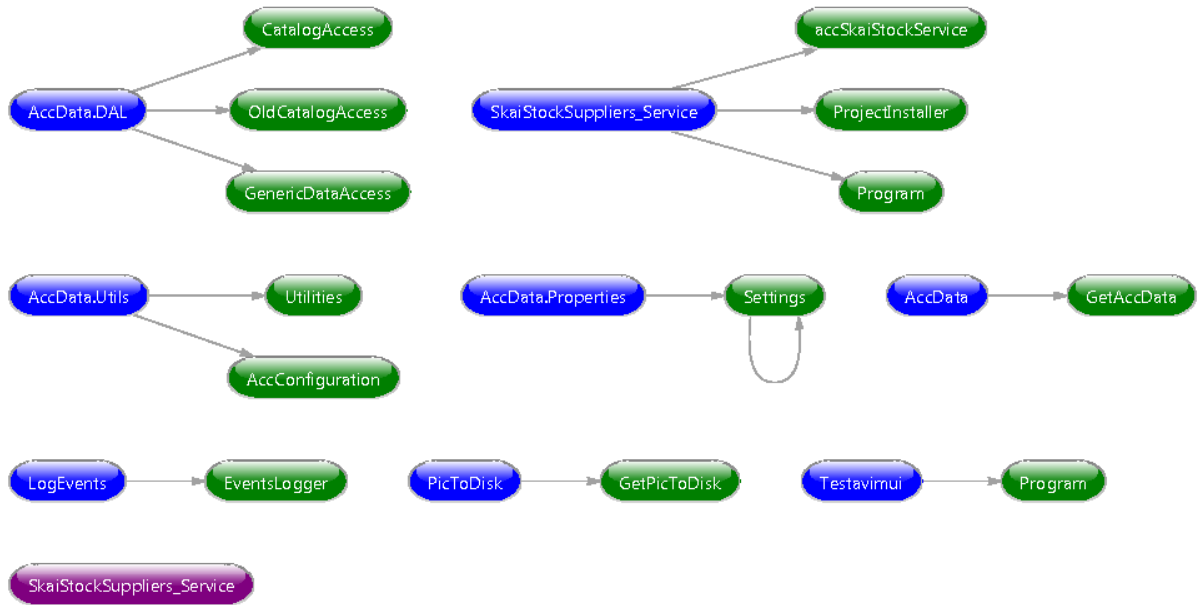 CatalogAccess
accSkaiStockService
AccData.DAL
OldCatalogAccess
SkaiStockSuppliers_Service
ProjectInstaller
GenericDataAccess
Program
AccData.Utils
Utilities
AccData.Properties
Settings
AccData
GetAccData
AccConfiguration
LogEvents
EventsLogger
PicToDisk
GetPicToDisk
Testavimui
Program
SkaiStockSuppliers_Service